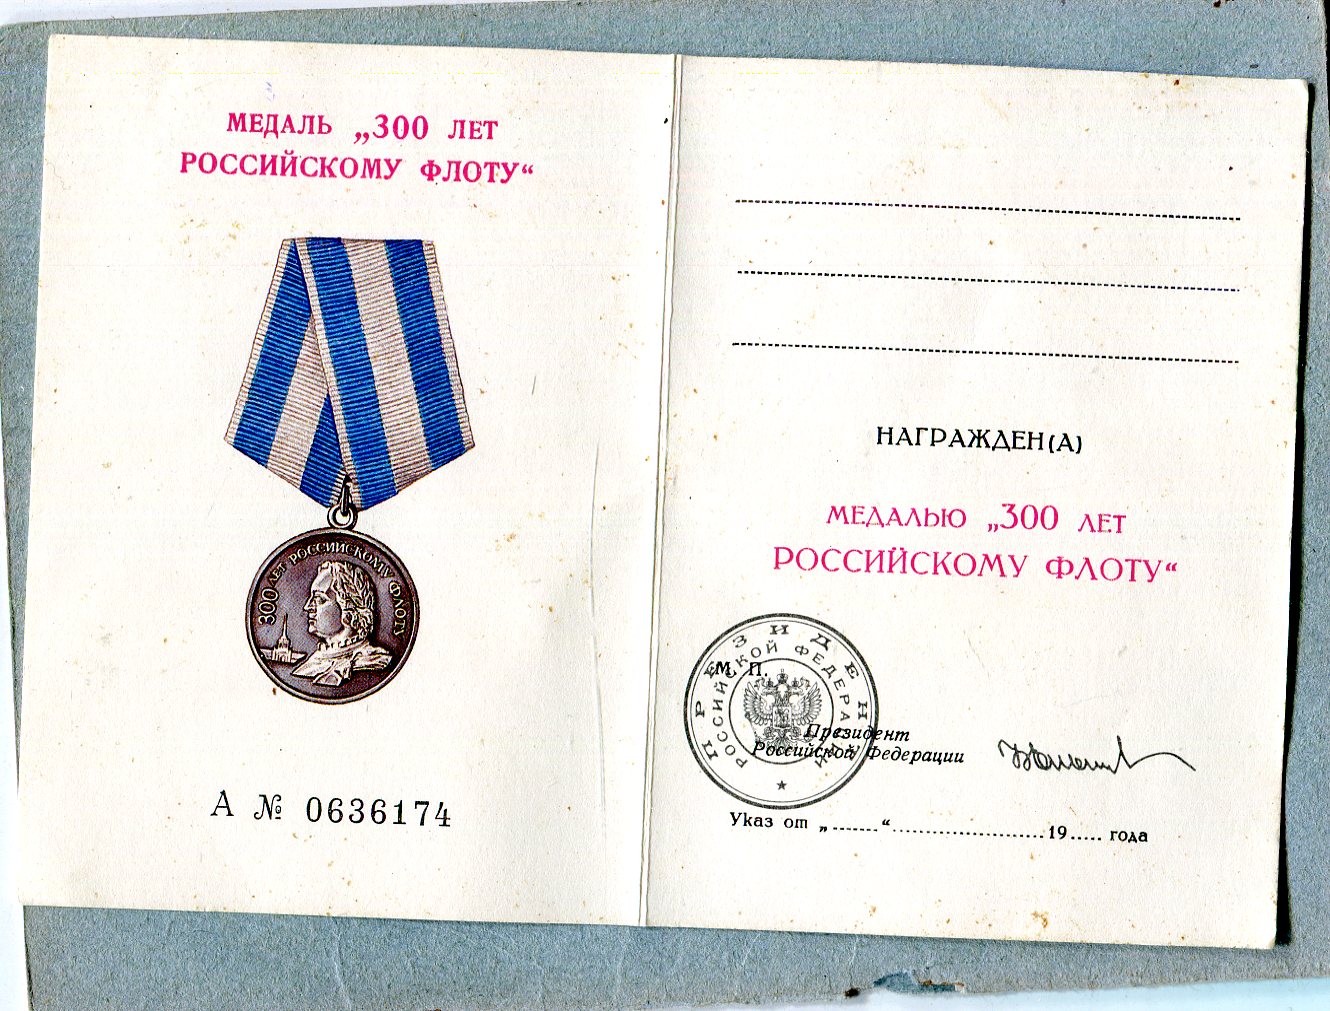 МЕДАЛЬ „300 ЛЕТ
РОССИЙСКОМУ ФЛОТУ“
300 ЛЕТ РОССИЙСКОМУ ФЛОТУ
А № 0636174
НАГРАЖДЕН(А)
МЕДАЛЬЮ „300 ЛЕТ
РОССИЙСКОМУ ФЛОТУ“
ПРЕЗИДЕНТ
РОССИЙСКОЙ ФЕДЕРАЦИИ
М. П.
Президент
Российской Федерации
Указ от „.......“......................19..... года